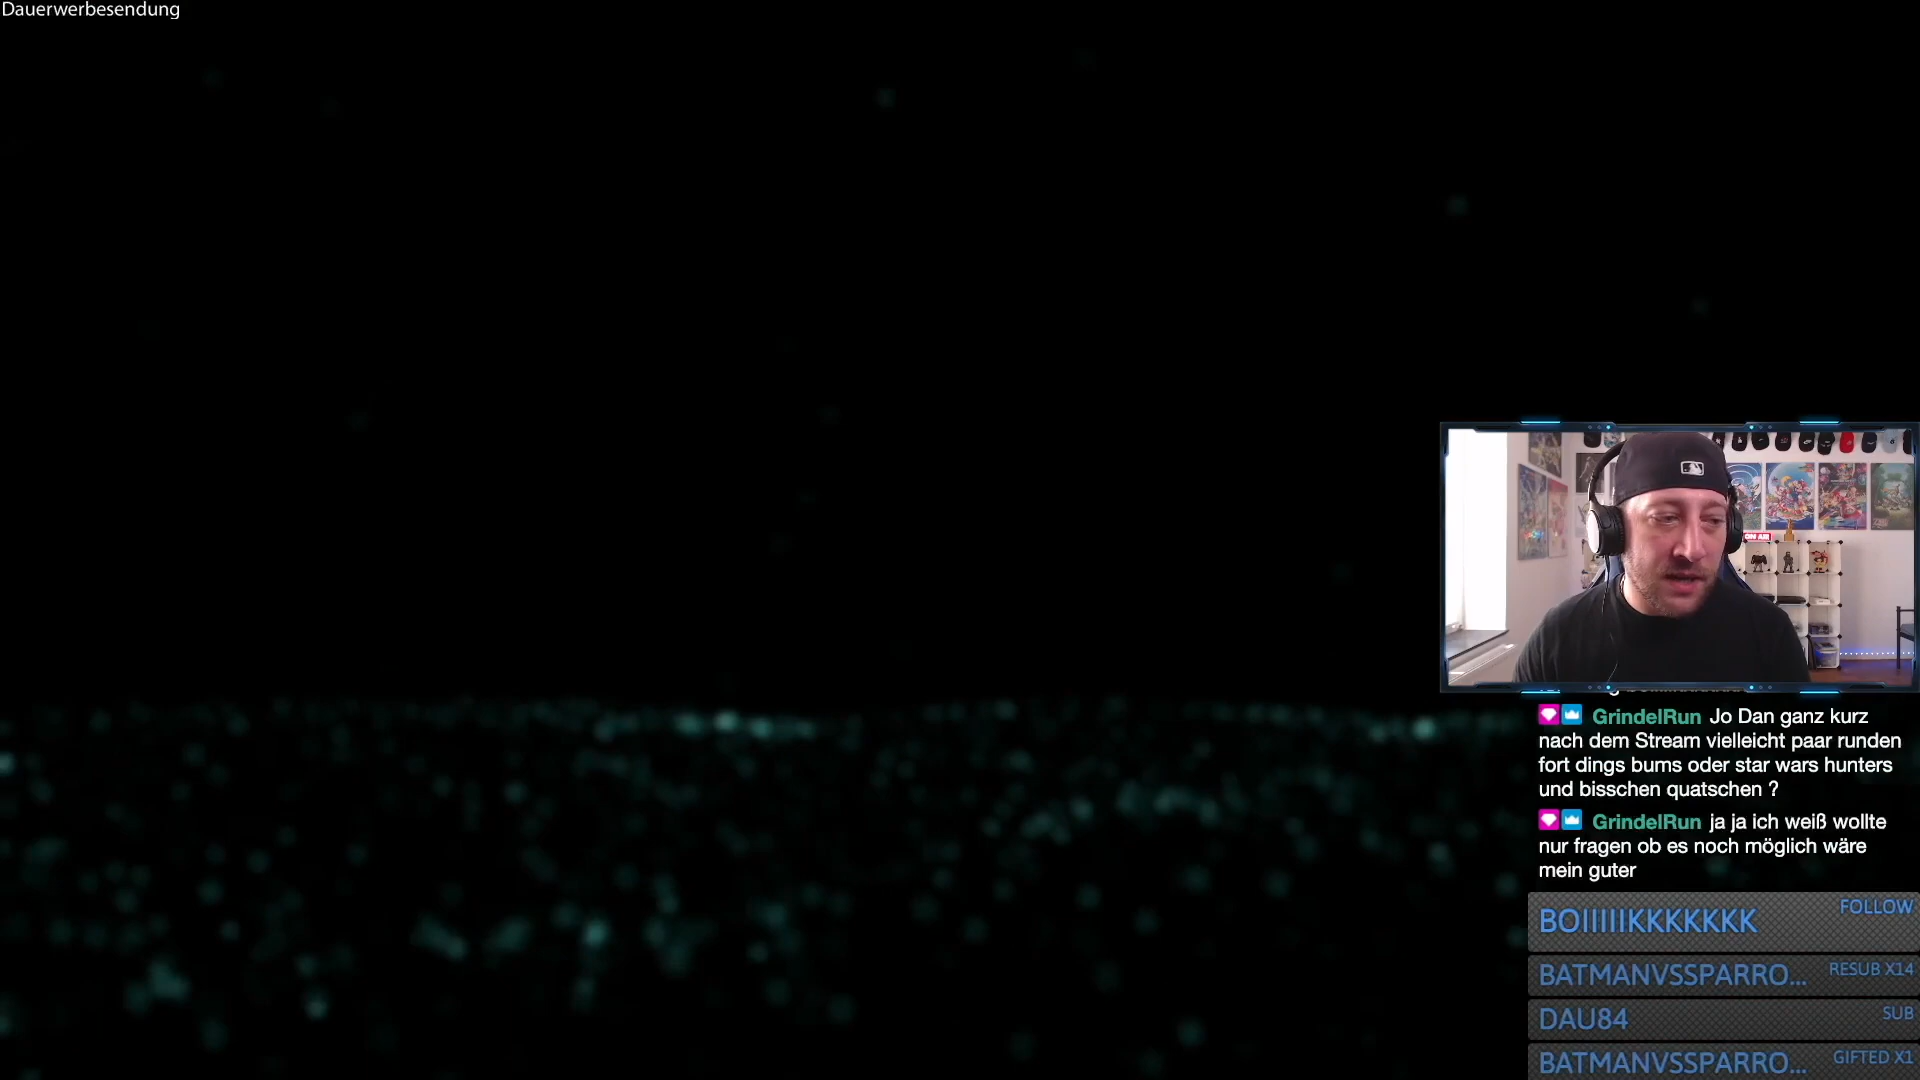 Dauerwerbesendung
ON AIR
GrindelRun Jo Dan ganz kurz
nach dem Stream vielleicht paar runden
fort dings bums oder star wars hunters
und bisschen quatschen ?
GrindelRun ja ja ich weiß wollte
nur fragen ob es noch möglich wäre
mein guter
BOIIIIIKKKKKKK FOLLOW
BATMANVSSPARRO... RESUB X14
DAU84 SUB
BATMANVSSPARRO... GIFTED X1